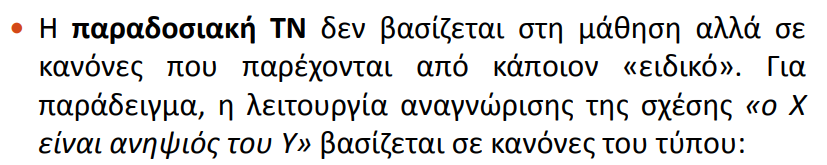 • Η παραδοσιακή ΤΝ δεν βασίζεται στη μάθηση αλλά σε
κανόνες που παρέχονται από κάποιον «ειδικό». Για
παράδειγμα, η λειτουργία αναγνώρισης της σχέσης «ο Χ
είναι ανηψιός του Υ» βασίζεται σε κανόνες του τύπου: